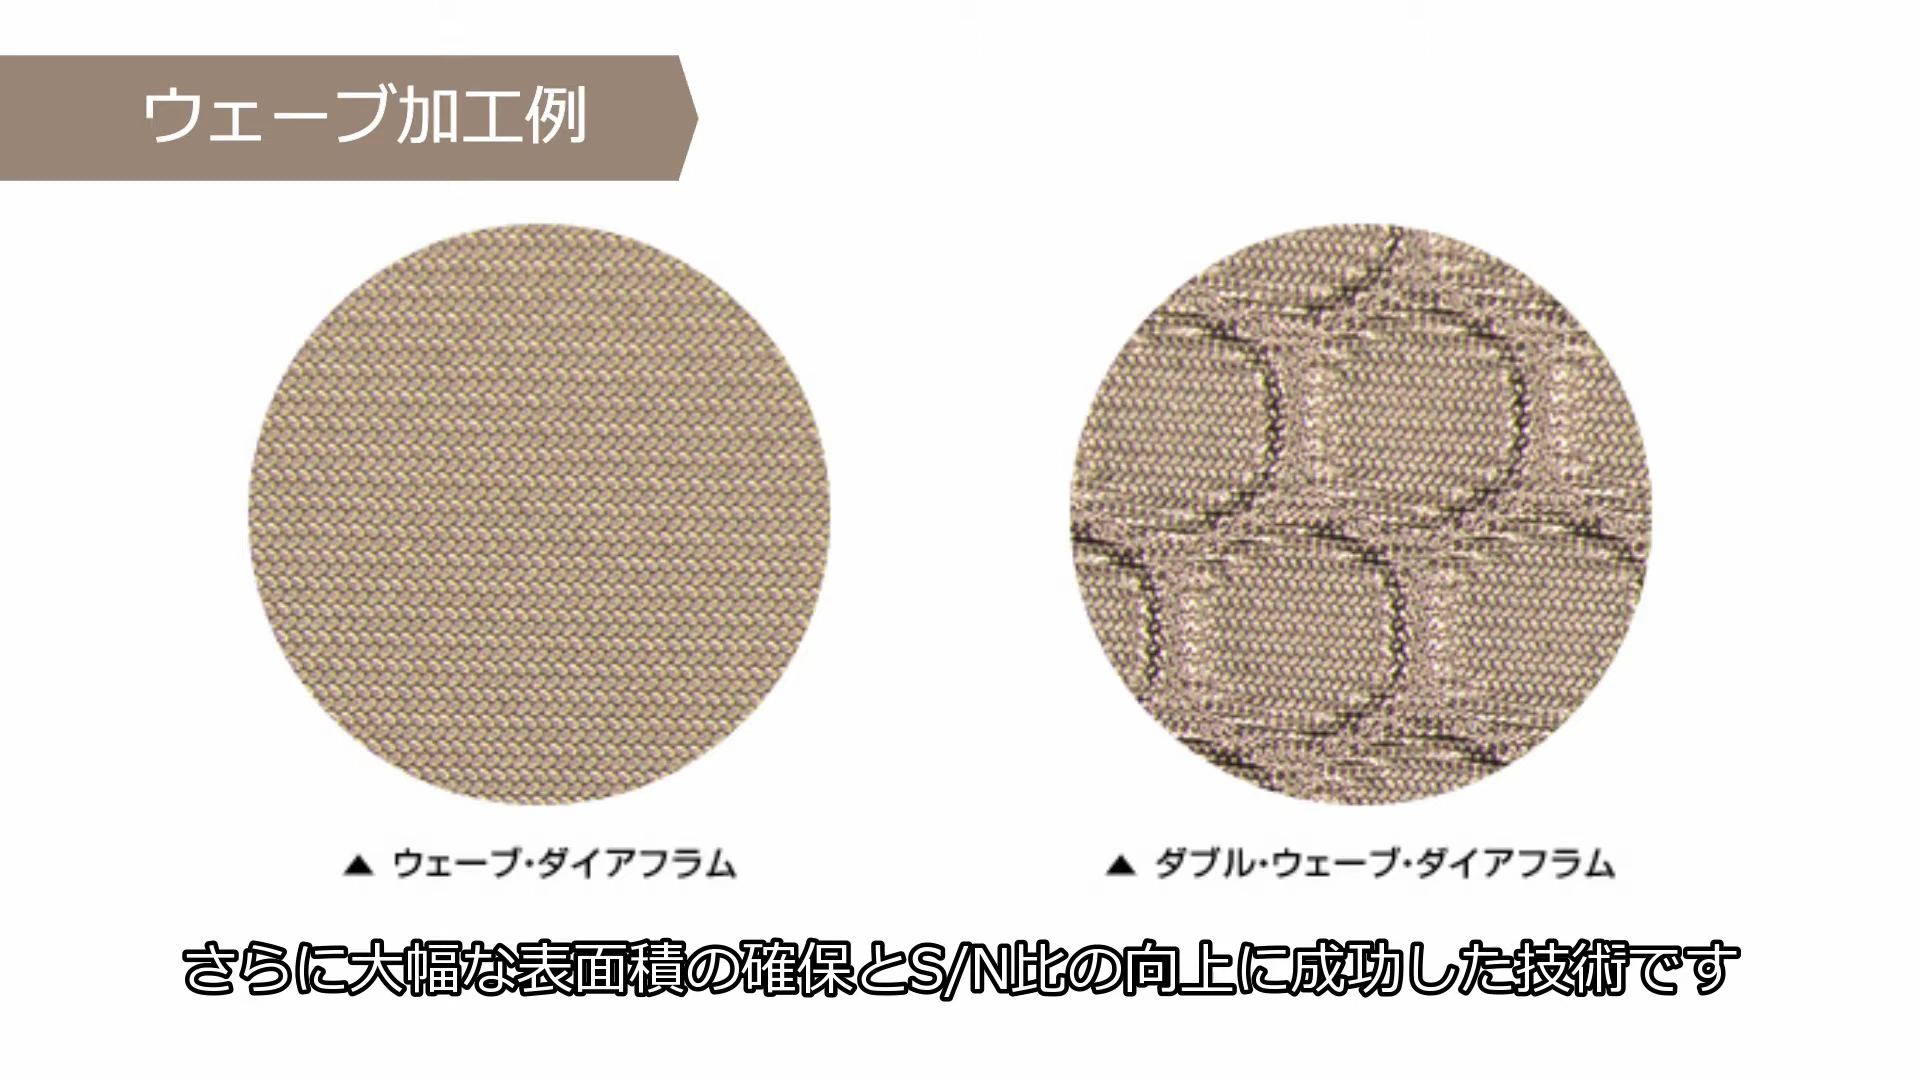 ウェーブ加工例
▲ ウェーブ・ダイアフラム
▲ ダブル・ウェーブ・ダイアフラム
さらに大幅な表面積の確保とS/N比の向上に成功した技術です